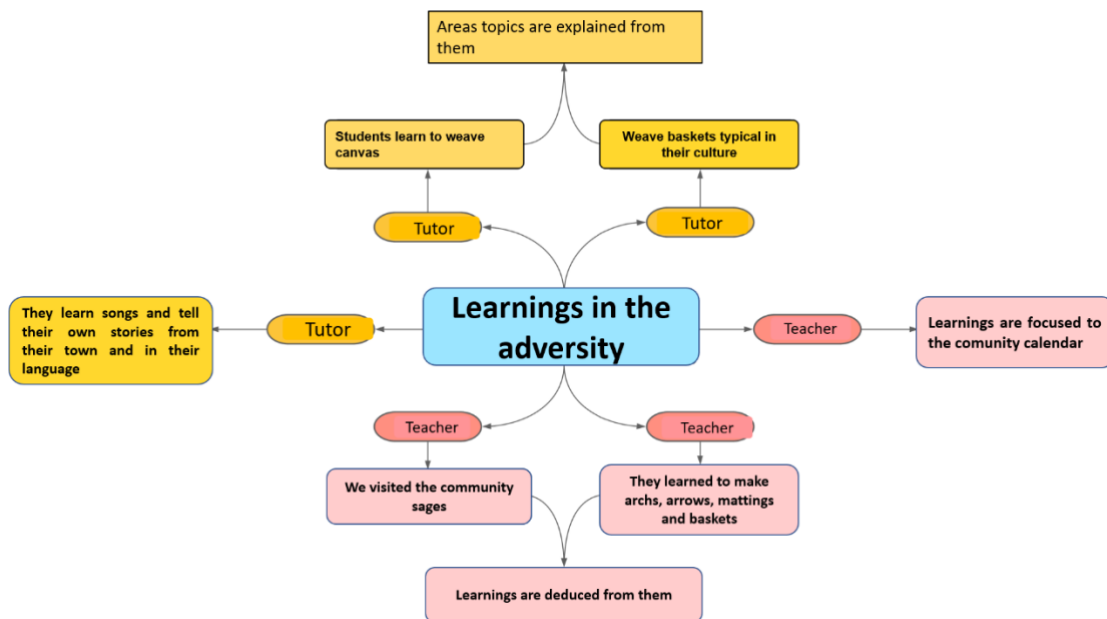 Areas topics are explained from
them
Students learn to weave
canvas
Weave baskets typical in
their culture
Tutor
Tutor
They learn songs and tell
their own stories from
their town and in their
language
Tutor
Learnings in the
adversity
Teacher
Learnings are focused to
the comunity calendar
Teacher
Teacher
We visited the community
sages
They learned to make
archs, arrows, mattings
and baskets
Learnings are deduced from them